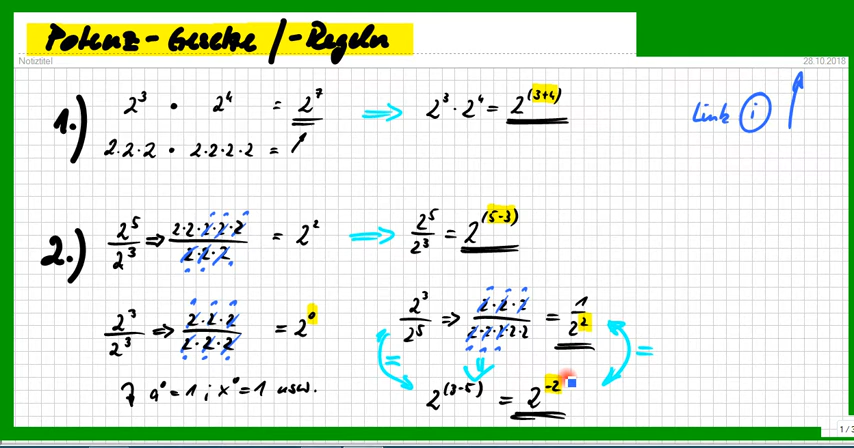 Potenz-Gesetze /-Regeln
Notiztitel
28.10.2018
1.) 2³ • 2⁴ = 2⁷ ⇒ 2³ · 2⁴ = 2^(3+4)
Link i ↑
2·2·2 • 2·2·2·2 =
2.) 2⁵/2³ ⇒ 2·2·2·2·2/2·2·2 = 2² ⇒ 2⁵/2³ = 2^(5-3)
2³/2³ ⇒ 2·2·2/2·2·2 = 2⁰
2³/2⁵ ⇒ 2·2·2/2·2·2·2·2 = 1/2²
= =
a⁰ = 1 ; x⁰ = 1 usw.
2^(3-5) = 2^-2
1 / 3